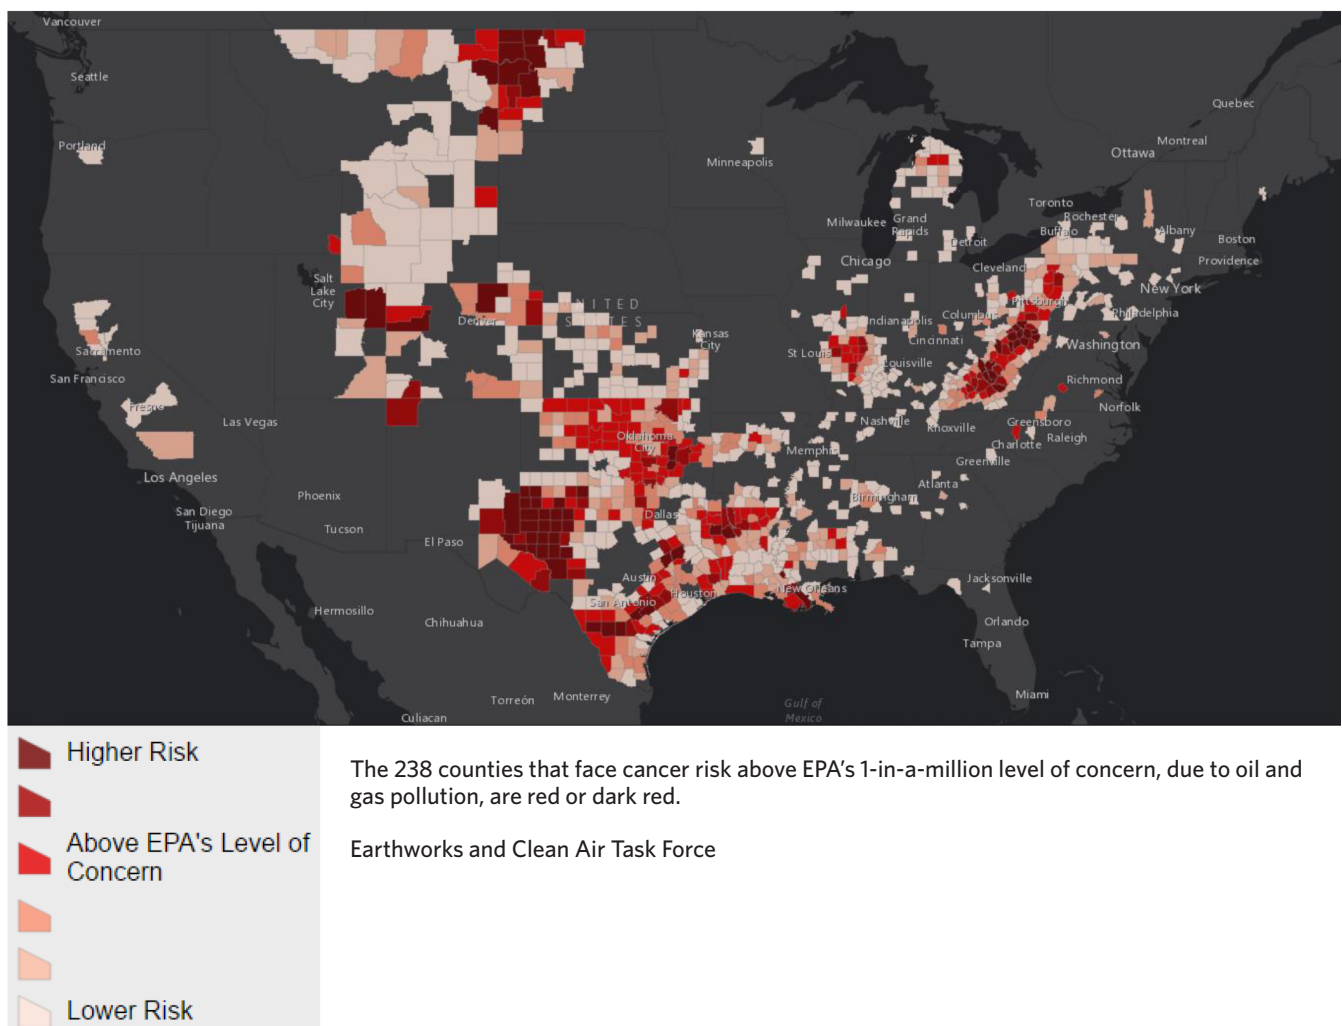 Vancouver
Seattle
Portland
Minneapolis
Quebec
Montreal
Ottawa
Toronto
Rochester
Buffalo
Albany
Boston
Providence
Milwaukee
Grand
Rapids
Detroit
Chicago
Cleveland
New York
Pittsburgh
Philadelphia
Salt
Lake
City
Denver
UNITED
STATES
Kansas
City
Indianapolis
Columbus
Cincinnati
St Louis
Louisville
Washington
Sacramento
San Francisco
Fresno
Las Vegas
Richmond
Norfolk
Nashville
Knoxville
Greensboro
Raleigh
Charlotte
Greenville
Oklahoma
City
Memphis
Los Angeles
Phoenix
San Diego
Tijuana
Tucson
El Paso
Dallas
Birmingham
Atlanta
Austin
San Antonio
Houston
New Orleans
Jacksonville
Hermosillo
Chihuahua
Orlando
Tampa
Miami
Torreón
Monterrey
Culiacan
Gulf of
Mexico
Higher Risk
Above EPA's Level of
Concern
Lower Risk
The 238 counties that face cancer risk above EPA’s 1-in-a-million level of concern, due to oil and
gas pollution, are red or dark red.
Earthworks and Clean Air Task Force